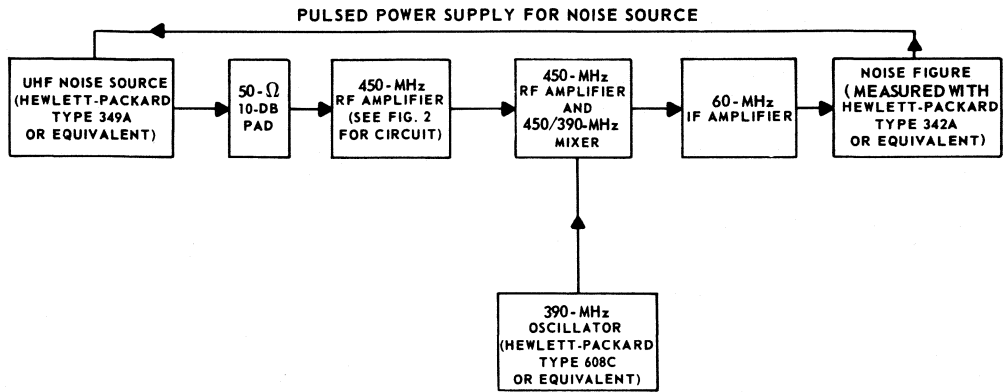 PULSED POWER SUPPLY FOR NOISE SOURCE
UHF NOISE SOURCE
(HEWLETT-PACKARD
TYPE 349A
OR EQUIVALENT)
50-Ω
10-DB
PAD
450-MHz
RF AMPLIFIER
(SEE FIG. 2
FOR CIRCUIT)
450-MHz
RF AMPLIFIER
AND
450/390-MHz
MIXER
60-MHz
IF AMPLIFIER
NOISE FIGURE
(MEASURED WITH
HEWLETT-PACKARD
TYPE 342A
OR EQUIVALENT)
390-MHz
OSCILLATOR
(HEWLETT-PACKARD
TYPE 608C
OR EQUIVALENT)